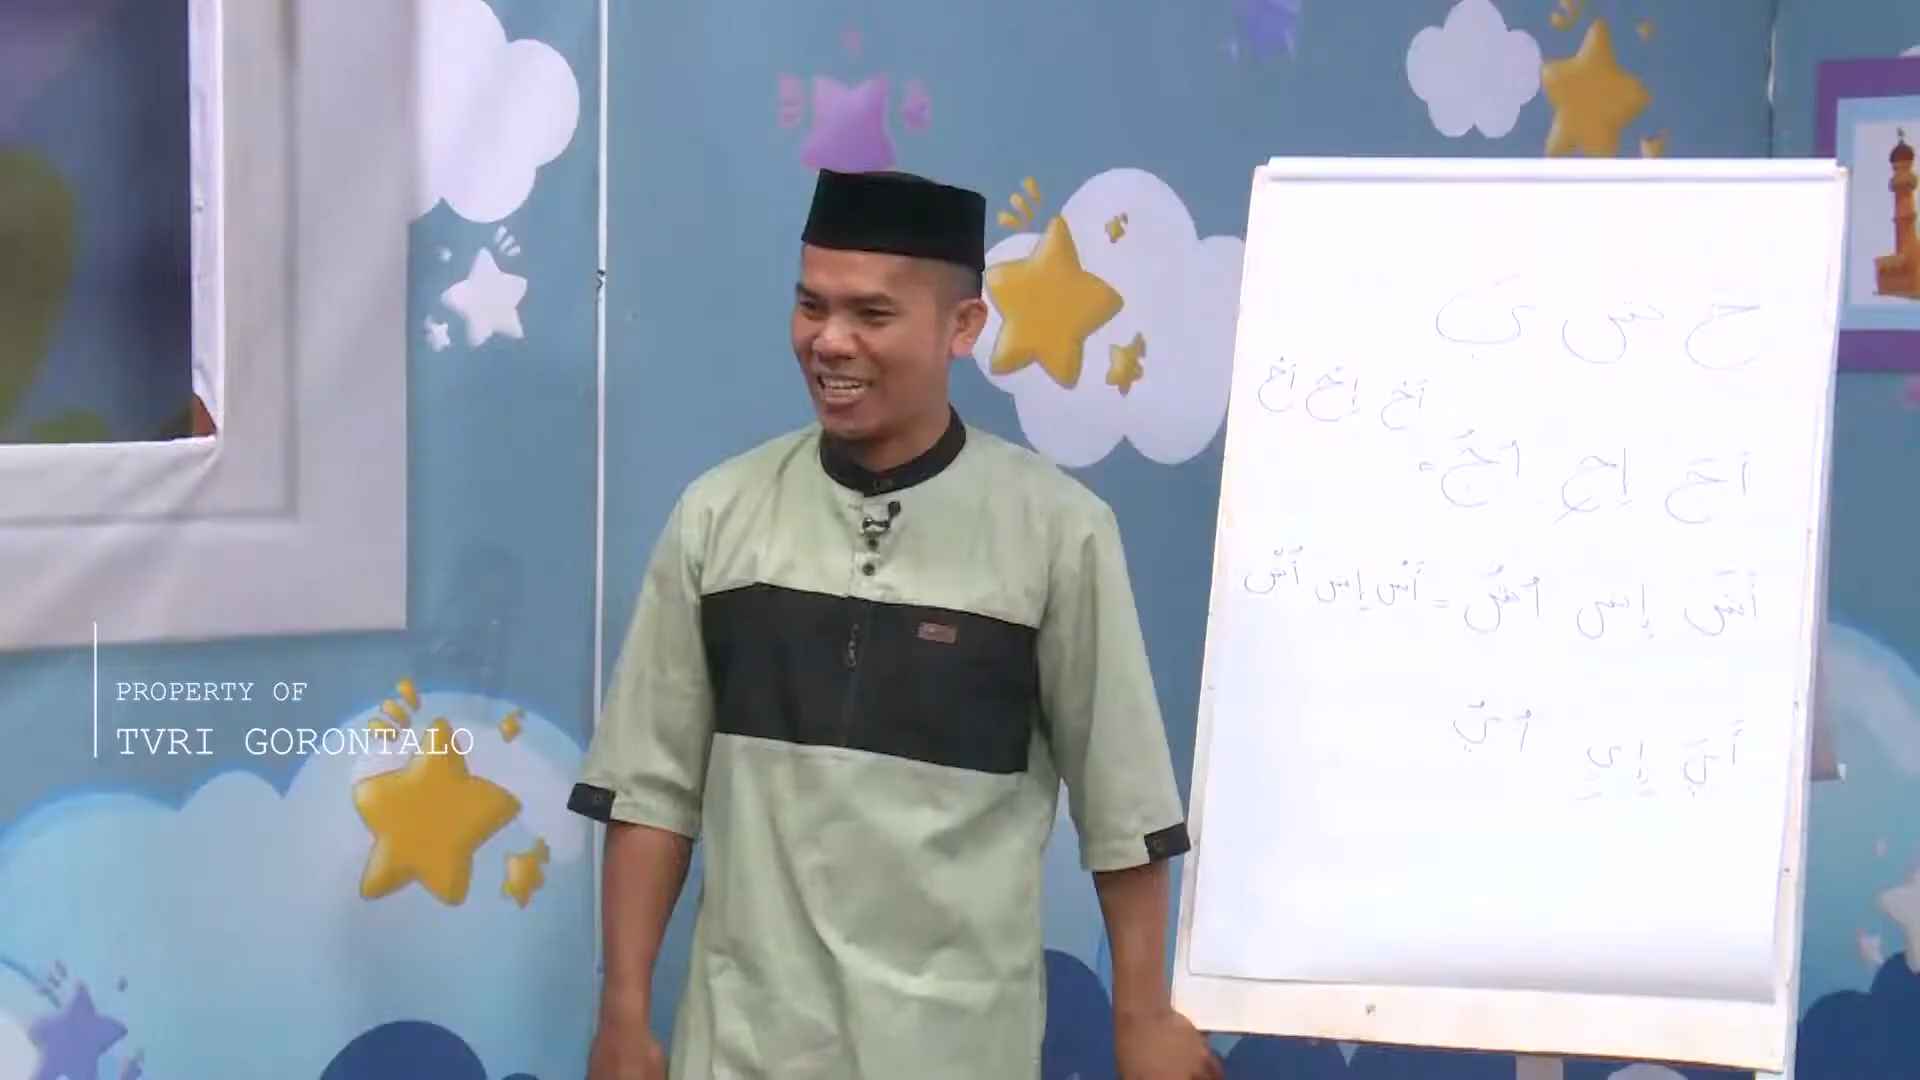 PROPERTY OF
TVRI GORONTALO
ج ش ي
أَجَ إِجِ أُجُ =
أَجْ إِجْ أُجْ
أَشَ إِشِ أُشُ = أَشْ إِشْ أُشْ
أَيَ إِيِ أُيُ